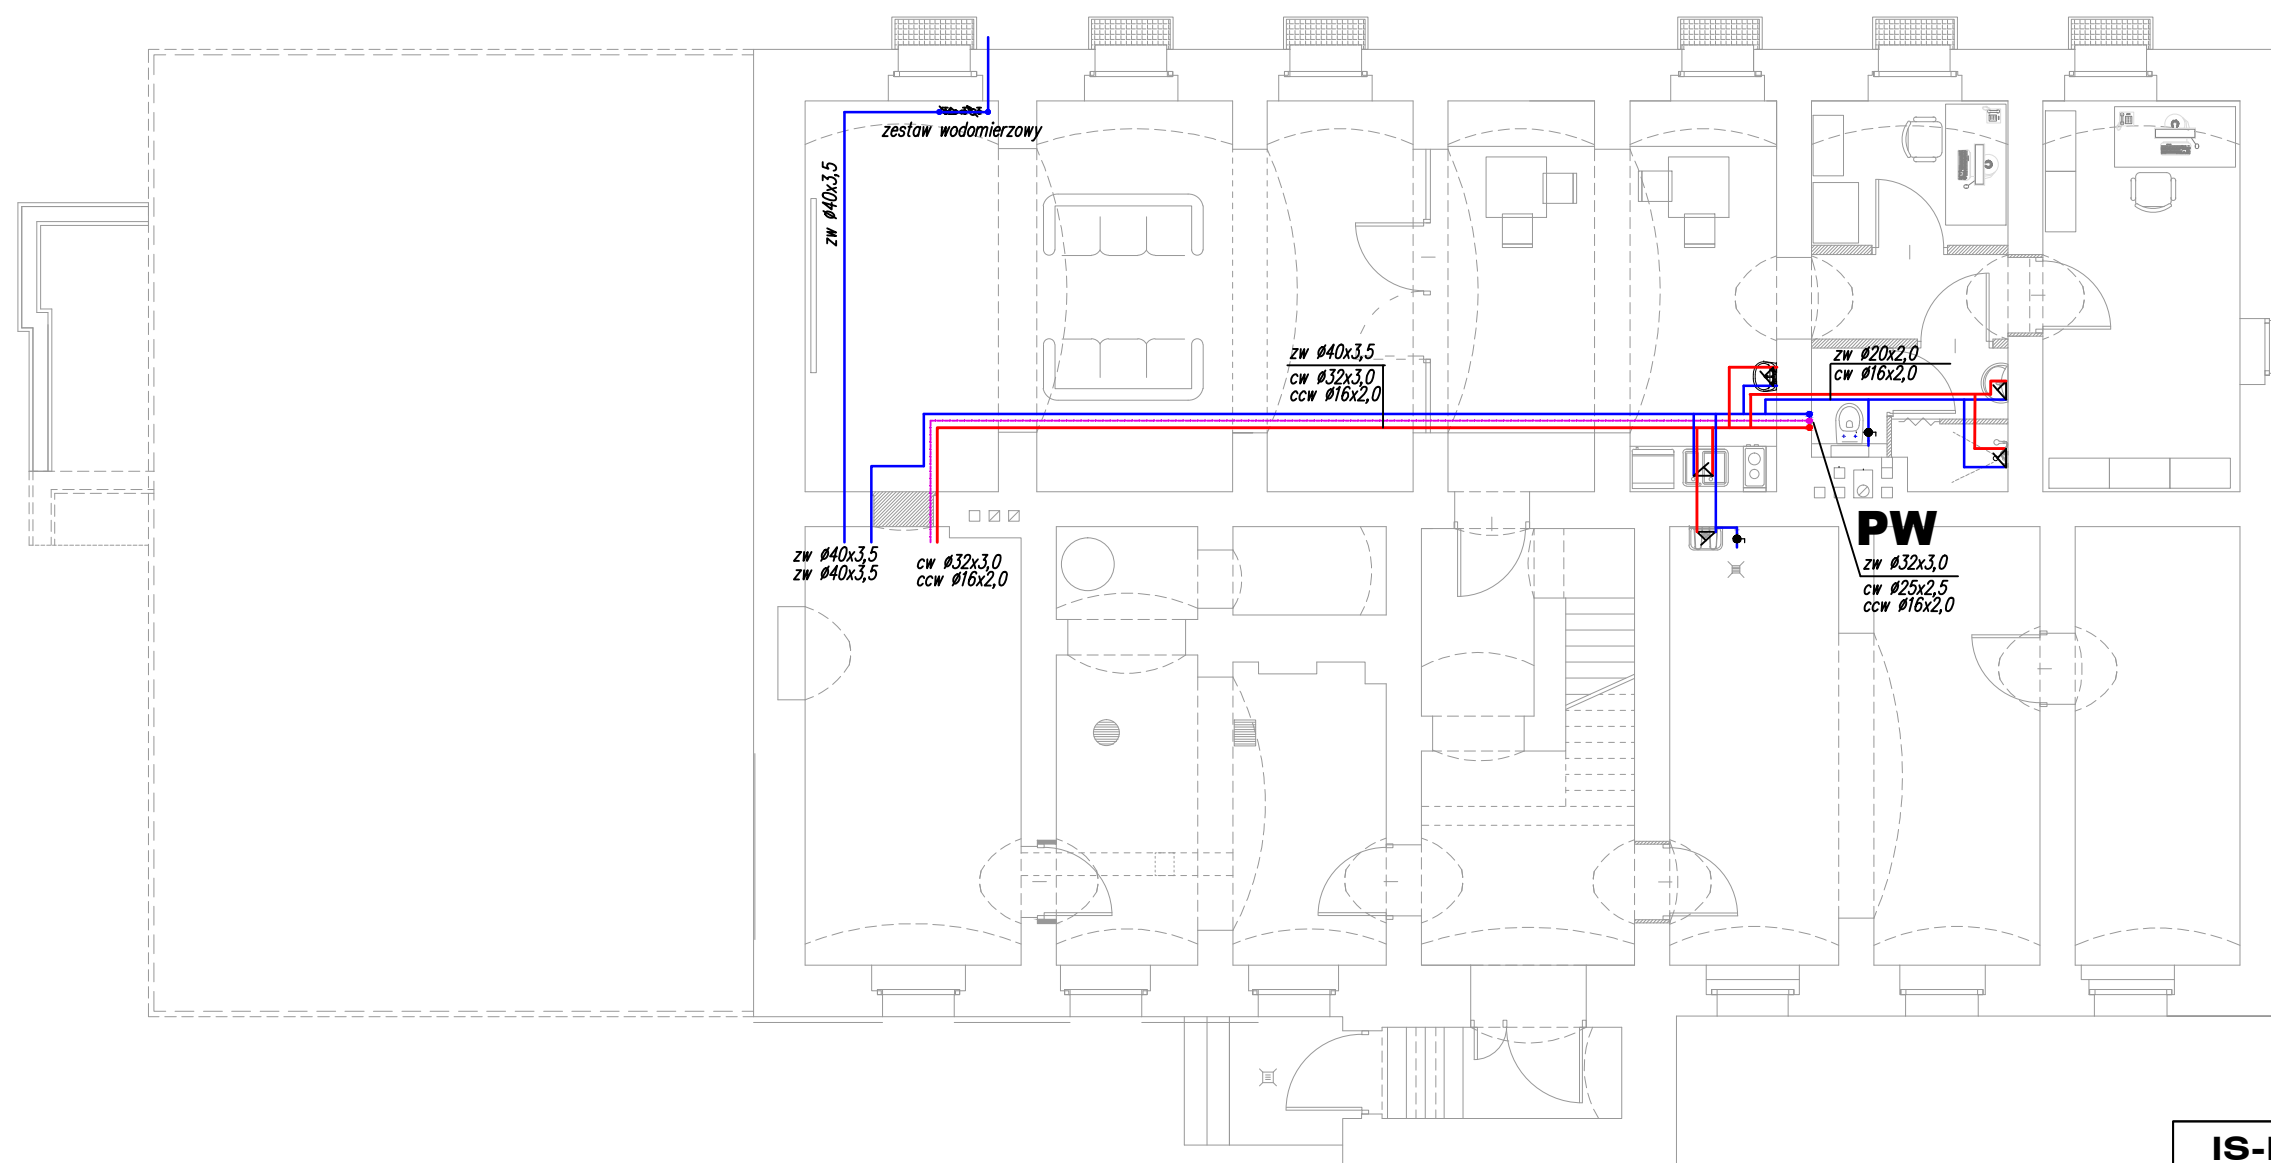 zestaw wodomierzowy
zw Ø40x3,5
zw Ø40x3,5
cw Ø32x3,0
ccw Ø16x2,0
zw Ø20x2,0
cw Ø16x2,0
zw Ø40x3,5
zw Ø40x3,5
cw Ø32x3,0
ccw Ø16x2,0
PW
zw Ø32x3,0
cw Ø25x2,5
ccw Ø16x2,0